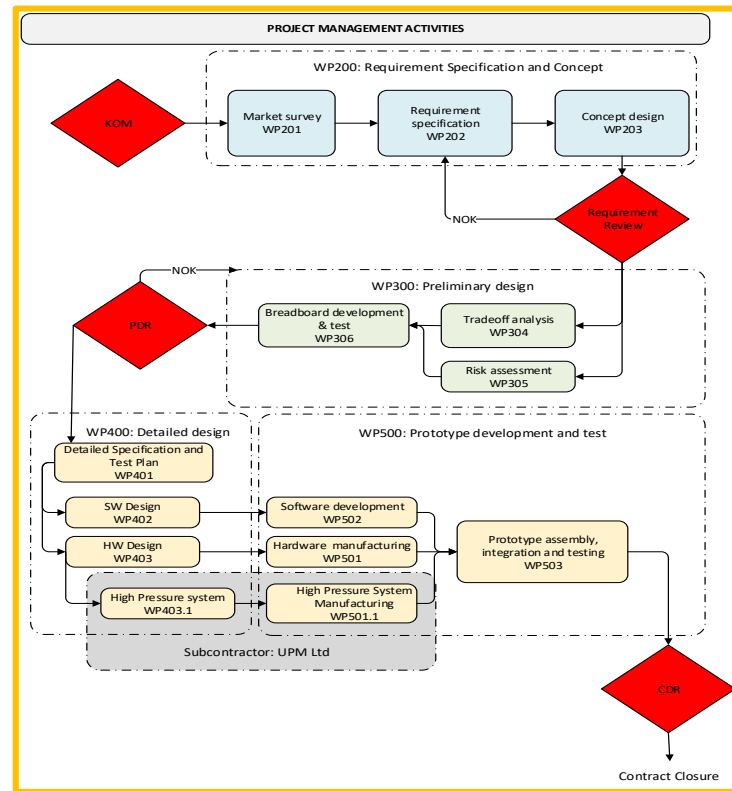 PROJECT MANAGEMENT ACTIVITIES
WP200: Requirement Specification and Concept
KOM
Market survey
WP201
Requirement
specification
WP202
Concept design
WP203
NOK
Requirement
Review
NOK
WP300: Preliminary design
PDR
Breadboard development
& test
WP306
Tradeoff analysis
WP304
Risk assessment
WP305
WP400: Detailed design
WP500: Prototype development and test
Detailed Specification and
Test Plan
WP401
SW Design
WP402
Software development
WP502
HW Design
WP403
Hardware manufacturing
WP501
Prototype assembly,
integration and testing
WP503
High Pressure system
WP403.1
High Pressure System
Manufacturing
WP501.1
Subcontractor: UPM Ltd
CDR
Contract Closure